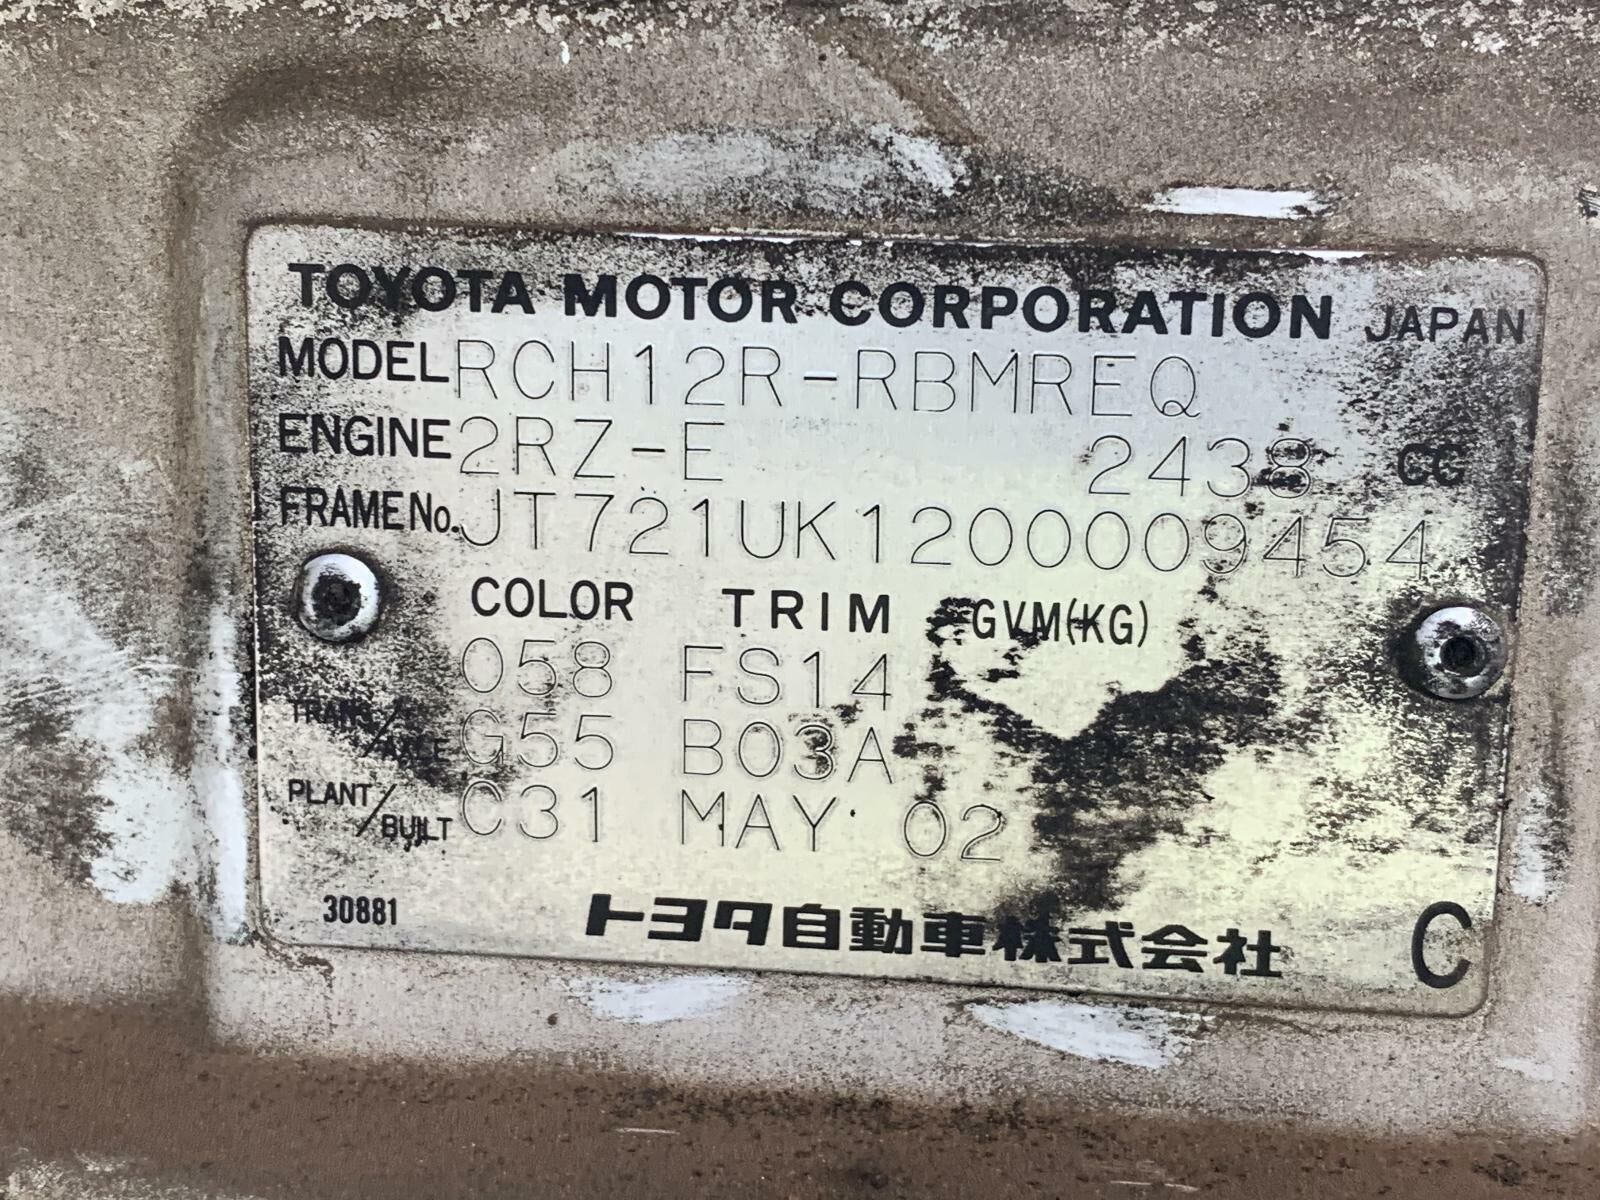 TOYOTA MOTOR CORPORATION JAPAN
MODEL RCH12R-RBMREQ
ENGINE 2RZ-E 2438 CC
FRAME No. JT721UK1200009454
COLOR TRIM GVM(KG)
058 FS14
TRANS/AXLE G55 B03A
PLANT/BUILT C31 MAY 02
30881 トヨタ自動車株式会社 C